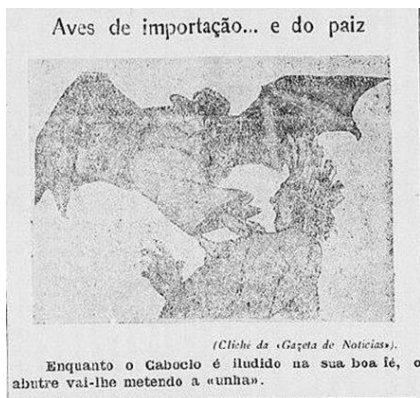 Aves de importação... e do paiz
(Cliché da «Gazeta de Noticias»).
Enquanto o Caboclo é iludido na sua boa fé, o
abutre vai-lhe metendo a «unha».